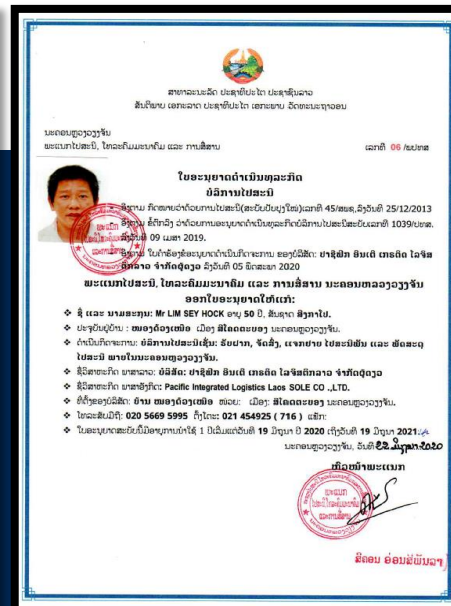 ສາທາລະນະລັດ ປະຊາທິປະໄຕ ປະຊາຊົນລາວ
ສັນຕິພາບ ເອກະລາດ ປະຊາທິປະໄຕ ເອກະພາບ ວັດທະນະຖາວອນ
ນະຄອນຫຼວງວຽງຈັນ
ພະແນກໄປສະນີ, ໂທລະຄົມມະນາຄົມ ແລະ ການສື່ສານ
ເລກທີ 06 /ພປທສ
ໃບອະນຸຍາດດຳເນີນທຸລະກິດ
ບໍລິການໄປສະນີ
ອີງຕາມ ກົດໝາຍວ່າດ້ວຍການໄປສະນີ(ສະບັບປັບປຸງໃໝ່)ເລກທີ 45/ສພຊ,ລົງວັນທີ 25/12/2013
ອີງຕາມ ຂໍ້ຕົກລົງ ວ່າດ້ວຍການອະນຸຍາດດຳເນີນທຸລະກິດບໍລິການໄປສະນີສະບັບເລກທີ 1039/ປທສ.
ລົງວັນທີ 09 ເມສາ 2019.
ອີງຕາມ ໃບຄຳຮ້ອງຂໍອະນຸຍາດດຳເນີນກິດຈະການ ຂອງບໍລິສັດ: ປາຊີຟິກ ອິນເຕີ ເກຣຕິດ ໂລຈິສ
ຕິກລາວ ຈຳກັດຜູ້ດຽວ ລົງວັນທີ 05 ພຶດສະພາ 2020
ພະແນກໄປສະນີ, ໂທລະຄົມມະນາຄົມ ແລະ ການສື່ສານ ນະຄອນຫລວງວຽງຈັນ
ອອກໃບອະນຸຍາດໃຫ້ແກ່:
❖ ຊື່ ແລະ ນາມສະກຸນ: Mr LIM SEY HOCK ອາຍຸ 50 ປີ, ສັນຊາດ ສິງກາໂປ.
❖ ປະຈຸບັນຢູ່ບ້ານ : ໜອງດ້ວງເໜືອ ເມືອງ ສີໂຄດຕະບອງ ນະຄອນຫຼວງວຽງຈັນ.
❖ ດຳເນີນກິດຈະການ: ບໍລິການໄປສະນີເຊັ່ນ: ຮັບຝາກ, ຈັດສົ່ງ, ແຈກຢາຍ ໄປສະນີພັນ ແລະ ພັດສະດຸ
ໄປສະນີ ພາຍໃນນະຄອນຫຼວງວຽງຈັນ.
❖ ຊື່ວິສາຫະກິດ ພາສາລາວ: ບໍລິສັດ: ປາຊີຟິກ ອິນເຕີ ເກຣຕິດ ໂລຈິສຕິກລາວ ຈຳກັດຜູ້ດຽວ
❖ ຊື່ວິສາຫະກິດ ພາສາອັງກິດ: Pacific Integrated Logistics Laos SOLE CO .,LTD.
❖ ທີ່ຕັ້ງຂອງບໍລິສັດ: ບ້ານ ໜອງດ້ວງເໜືອ ໜ່ວຍ: ເມືອງ: ສີໂຄດຕະບອງ ນະຄອນຫຼວງວຽງຈັນ.
❖ ໂທລະສັບມືຖື: 020 5669 5995 ຕັ້ງໂຕະ: 021 454925 ( 716 ) ແຟັກ:
❖ ໃບອະນຸຍາດສະບັບນີ້ມີອາຍຸການນຳໃຊ້ 1 ປີເລີ່ມແຕ່ວັນທີ 19 ມິຖຸນາ ປີ 2020 ເຖິງວັນທີ 19 ມິຖຸນາ 2021
ນະຄອນຫຼວງວຽງຈັນ, ວັນທີ 22 ມິຖຸນາ 2020
ຫົວໜ້າພະແນກ
ສີຄອນ ອ່ອນສີພັນລາ